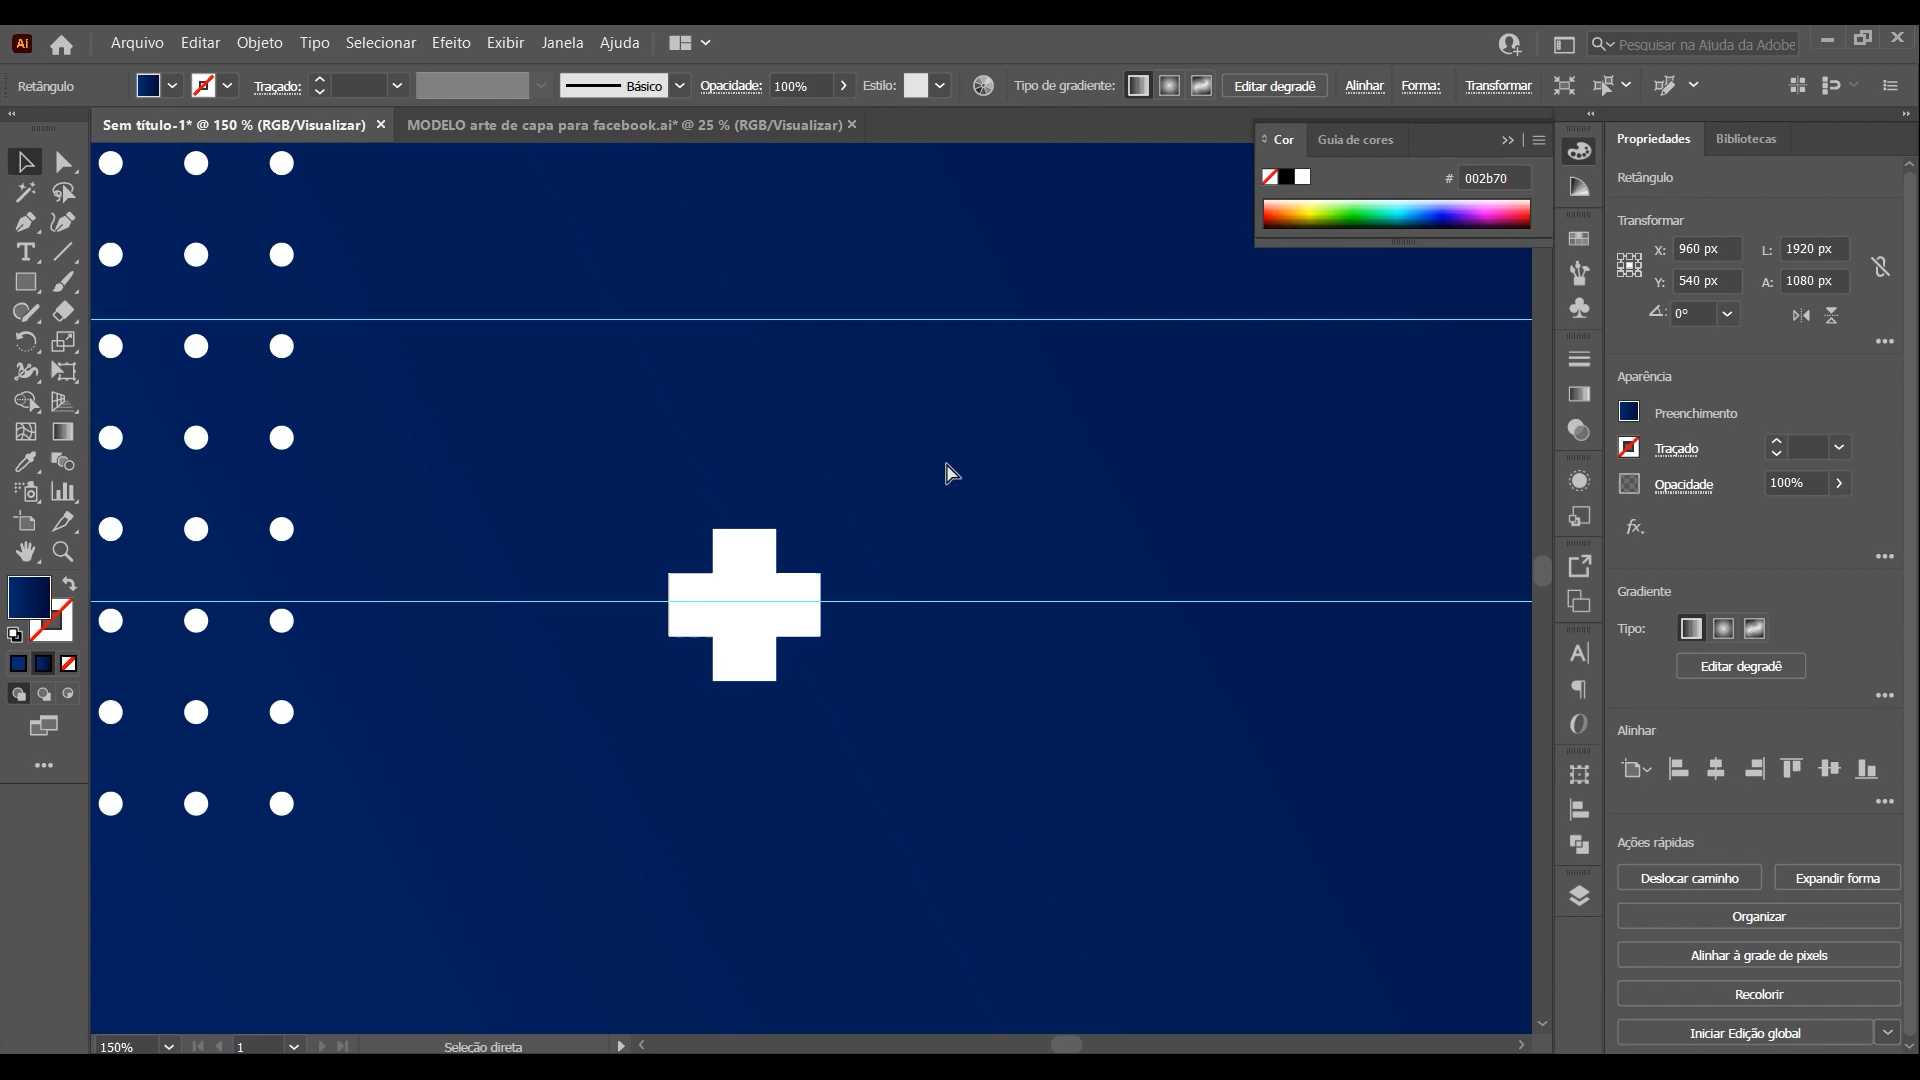 Ai
Arquivo Editar Objeto Tipo Selecionar Efeito Exibir Janela Ajuda
Pesquisar na Ajuda da Adobe
Retângulo
Traçado:
Básico
Opacidade: 100%
Estilo:
Tipo de gradiente:
Editar degradê
Alinhar
Forma:
Transformar
Sem título-1* @ 150 % (RGB/Visualizar) ×
MODELO arte de capa para facebook.ai* @ 25 % (RGB/Visualizar) ×
Cor
Guia de cores
# 002b70
Propriedades
Bibliotecas
Retângulo
Transformar
X: 960 px L: 1920 px
Y: 540 px A: 1080 px
0°
Aparência
Preenchimento
Traçado
Opacidade 100%
fx.
Gradiente
Tipo:
Editar degradê
Alinhar
Ações rápidas
Deslocar caminho
Expandir forma
Organizar
Alinhar à grade de pixels
Recolorir
Iniciar Edição global
150%
1
Seleção direta